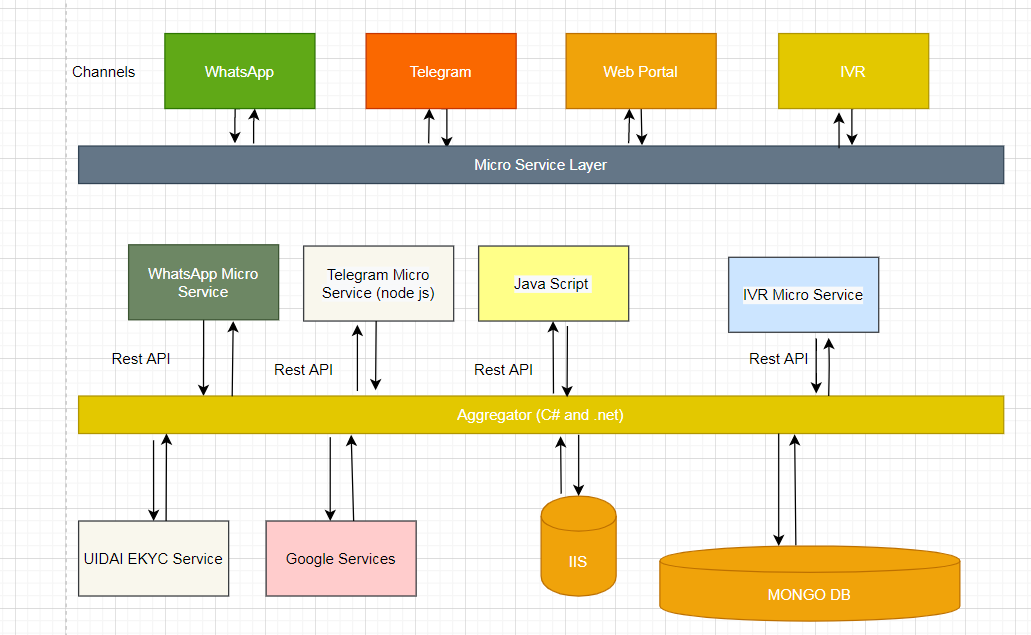 Channels
WhatsApp
Telegram
Web Portal
IVR
Micro Service Layer
WhatsApp Micro
Service
Telegram Micro
Service (node js)
Java Script
IVR Micro Service
Rest API
Rest API
Rest API
Rest API
Aggregator (C# and .net)
UIDAI EKYC Service
Google Services
IIS
MONGO DB